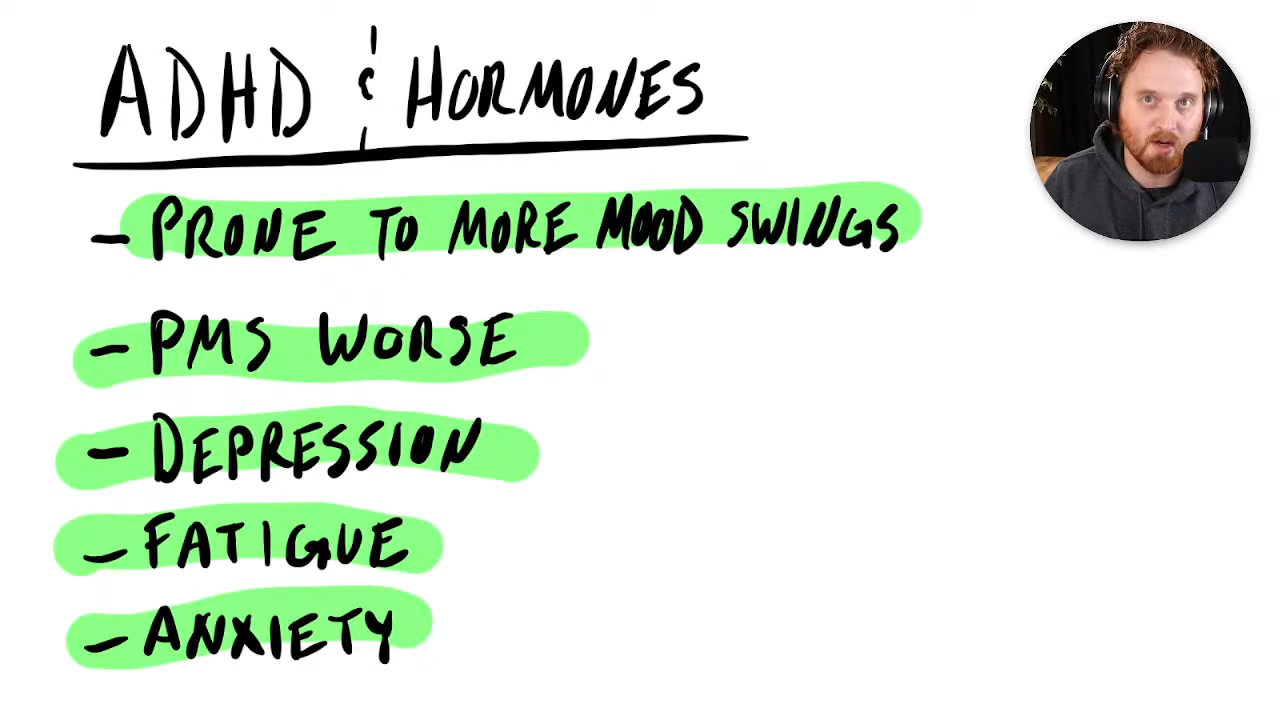 ADHD & HORMONES
- PRONE TO MORE MOOD SWINGS
- PMS WORSE
- DEPRESSION
- FATIGUE
- ANXIETY